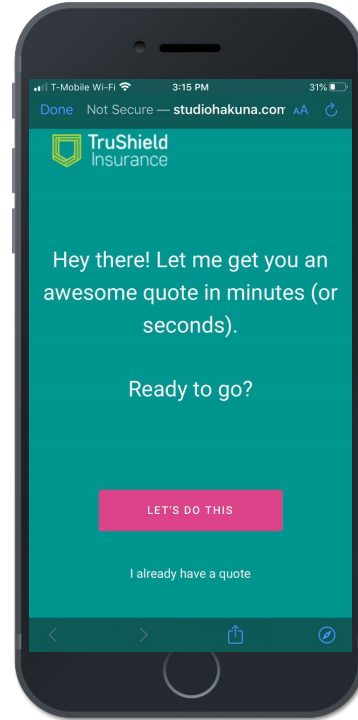 T-Mobile Wi-Fi 3:15 PM 31%
Done Not Secure — studiohakuna.com AA
TruShield
Insurance
Hey there! Let me get you an
awesome quote in minutes (or
seconds).
Ready to go?
LET'S DO THIS
I already have a quote